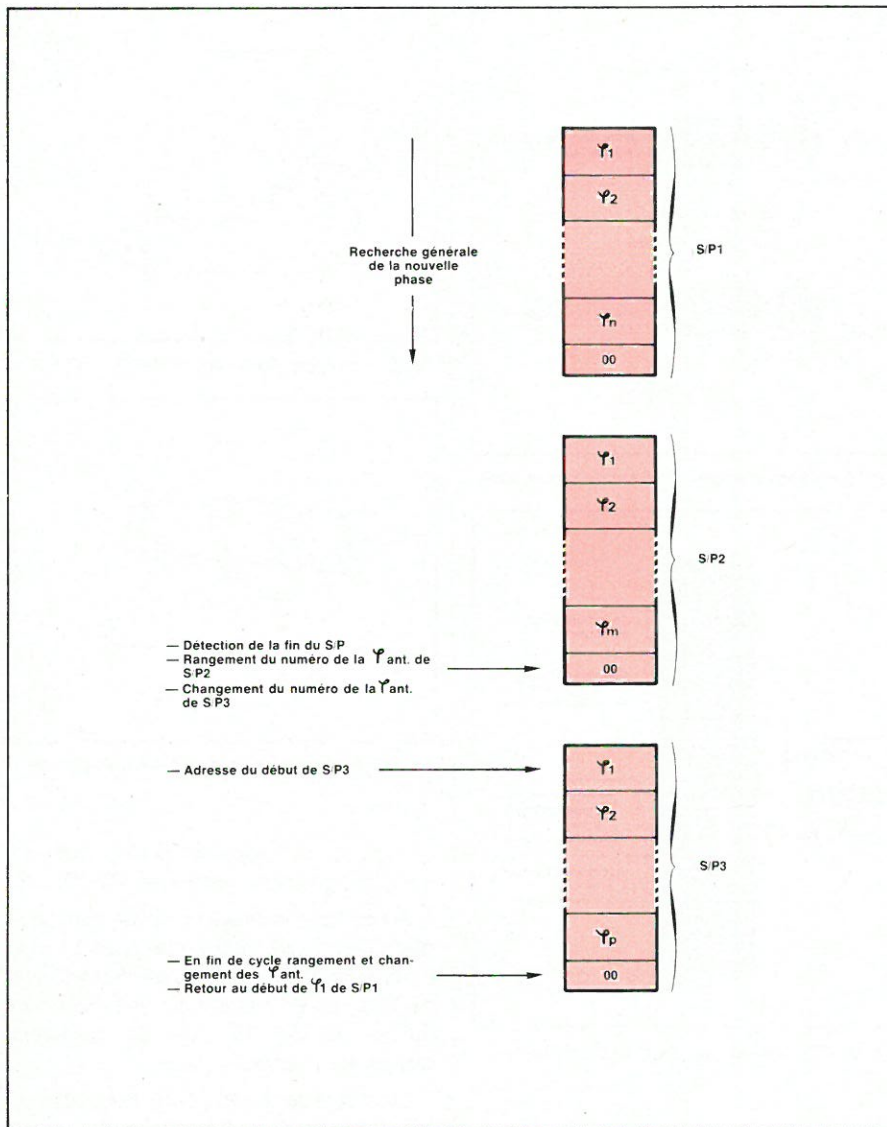 φ1
φ2
Recherche générale
de la nouvelle
phase
S/P1
φn
00
φ1
φ2
S/P2
φm
— Détection de la fin du S/P
— Rangement du numéro de la φ ant. de
S/P2
— Changement du numéro de la φ ant.
de S/P3
00
— Adresse du début de S/P3
φ1
φ2
S/P3
φp
— En fin de cycle rangement et chan-
gement des φ ant.
— Retour au début de φ1 de S/P1
00